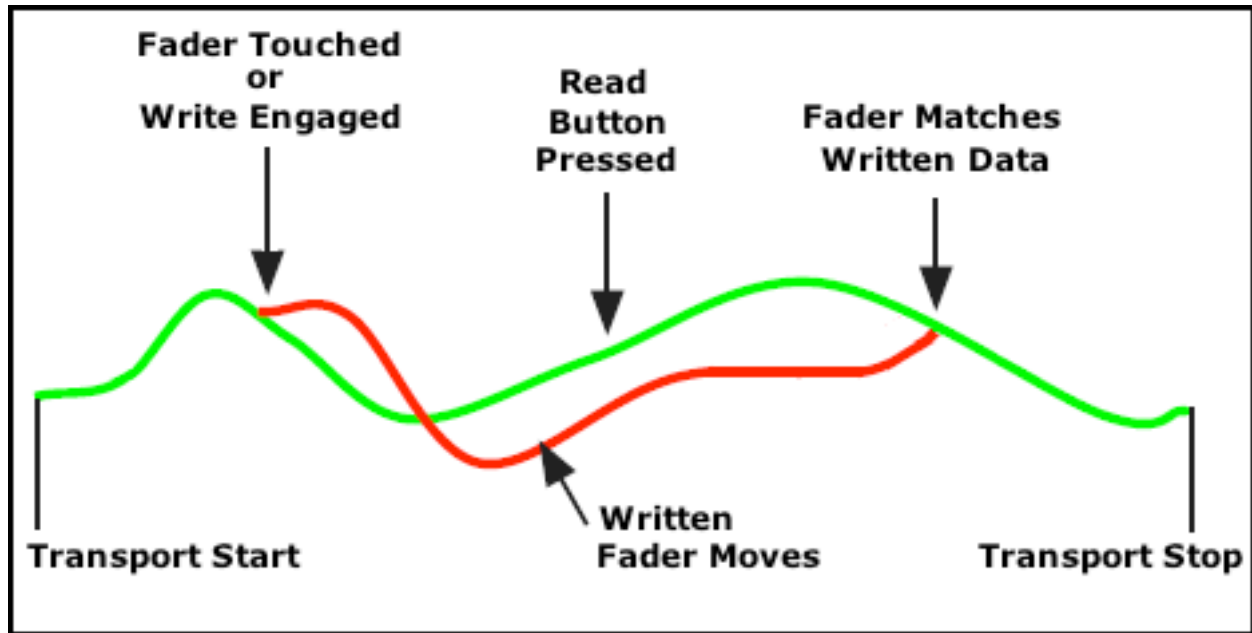 Fader Touched
or
Write Engaged
Read
Button
Pressed
Fader Matches
Written Data
Written
Fader Moves
Transport Start
Transport Stop